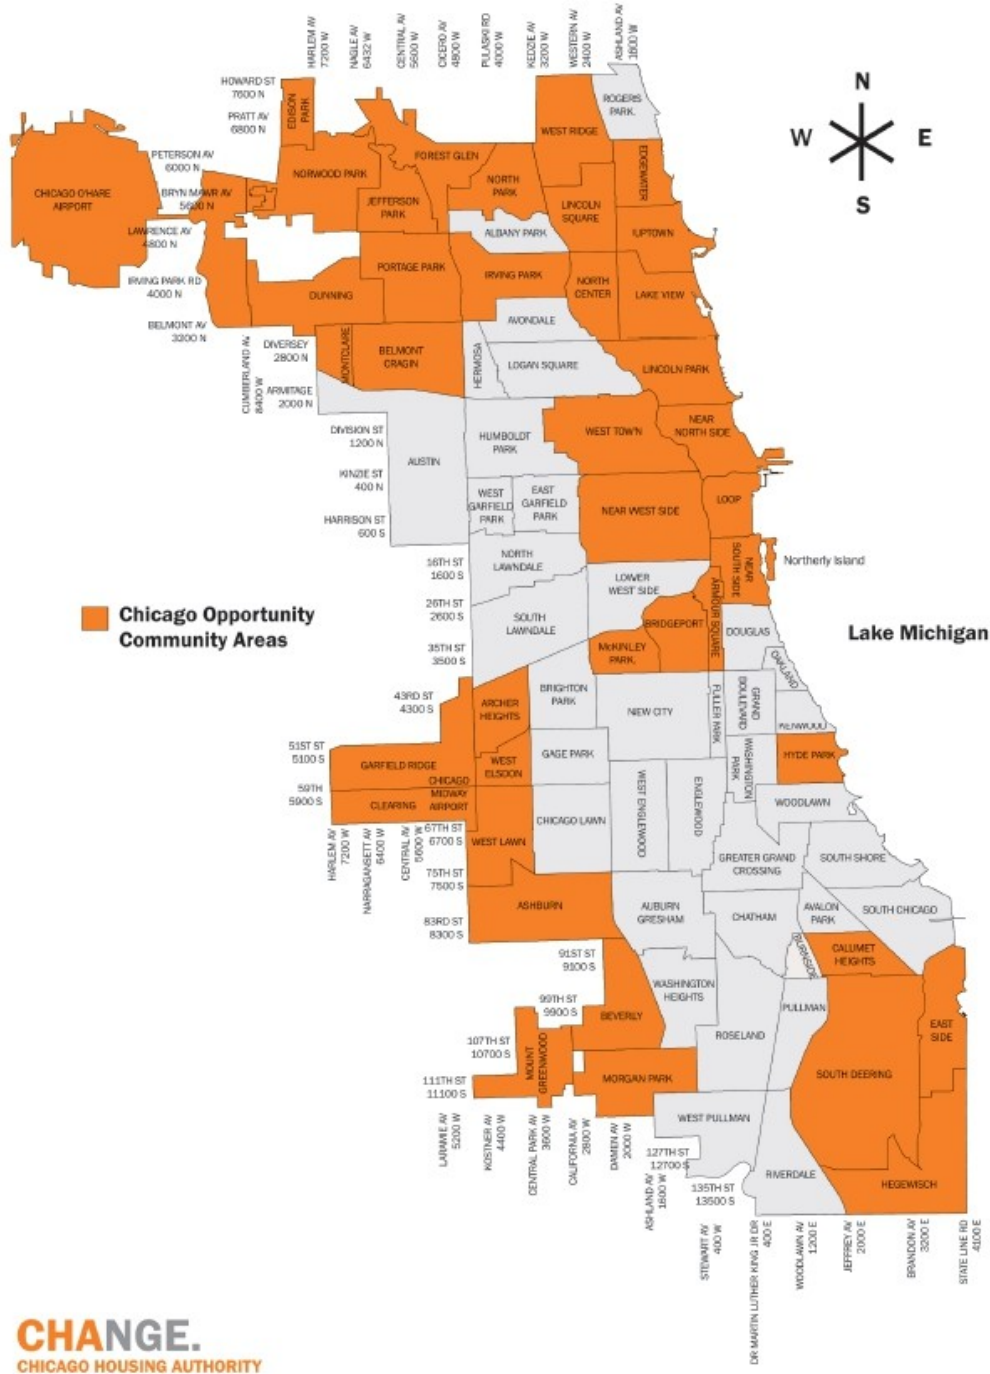 HARLEM AV
7200 W
NAGLE AV
6432 W
CENTRAL AV
5600 W
CICERO AV
4800 W
PULASKI RD
4000 W
KEDZIE AV
3200 W
WESTERN AV
2400 W
ASHLAND AV
1600 W
HOWARD ST
7600 N
PRATT AV
6800 N
PETERSON AV
6000 N
BRYN MAWR AV
5600 N
LAWRENCE AV
4800 N
IRVING PARK RD
4000 N
BELMONT AV
3200 N
CUMBERLAND AV
8400 W
DIVERSEY
2800 N
ARMITAGE
2000 N
DIVISION ST
1200 N
KINZIE ST
400 N
HARRISON ST
600 S
16TH ST
1600 S
26TH ST
2600 S
35TH ST
3500 S
43RD ST
4300 S
51ST ST
5100 S
59TH
5900 S
HARLEM AV
7200 W
NARRAGANSETT AV
6400 W
CENTRAL AV
5600 W
67TH ST
6700 S
75TH ST
7500 S
83RD ST
8300 S
91ST ST
9100 S
99TH ST
9900 S
107TH ST
10700 S
111TH ST
11100 S
LARAMIE AV
5200 W
KOSTNER AV
4400 W
CENTRAL PARK AV
3600 W
CALIFORNIA AV
2800 W
DAMEN AV
2000 W
ASHLAND AV
1600 W
127TH ST
12700 S
135TH ST
13500 S
STEWART AV
400 W
DR MARTIN LUTHER KING JR DR
400 E
WOODLAWN AV
1200 E
JEFFREY AV
2000 E
BRANDON AV
3200 E
STATE LINE RD
4100 E
N
W
E
S
EDISON
PARK
ROGERS
PARK
WEST RIDGE
FOREST GLEN
NORWOOD PARK
NORTH
PARK
EDGEWATER
CHICAGO O'HARE
AIRPORT
JEFFERSON
PARK
LINCOLN
SQUARE
ALBANY PARK
UPTOWN
PORTAGE PARK
IRVING PARK
NORTH
CENTER
LAKE VIEW
DUNNING
AVONDALE
MONTCLAIRE
BELMONT
CRAGIN
HERMOSA
LOGAN SQUARE
LINCOLN PARK
WEST TOWN
NEAR
NORTH SIDE
HUMBOLDT
PARK
AUSTIN
WEST
GARFIELD
PARK
EAST
GARFIELD
PARK
NEAR WEST SIDE
LOOP
NORTH
LAWNDALE
NEAR
SOUTH SIDE
Northerly Island
LOWER
WEST SIDE
SOUTH
LAWNDALE
BRIDGEPORT
ARMOUR SQUARE
DOUGLAS
McKINLEY
PARK
OAKLAND
Chicago Opportunity
Community Areas
Lake Michigan
ARCHER
HEIGHTS
BRIGHTON
PARK
NEW CITY
FULLER PARK
GRAND
BOULEVARD
KENWOOD
GARFIELD RIDGE
CHICAGO
MIDWAY
AIRPORT
WEST
ELSDON
GAGE PARK
WASHINGTON
PARK
HYDE PARK
CLEARING
WEST LAWN
CHICAGO LAWN
WEST ENGLEWOOD
ENGLEWOOD
WOODLAWN
GREATER GRAND
CROSSING
SOUTH SHORE
ASHBURN
AUBURN
GRESHAM
CHATHAM
AVALON
PARK
SOUTH CHICAGO
BURNSIDE
CALUMET
HEIGHTS
WASHINGTON
HEIGHTS
BEVERLY
PULLMAN
ROSELAND
EAST
SIDE
MOUNT
GREENWOOD
MORGAN PARK
SOUTH DEERING
WEST PULLMAN
RIVERDALE
HEGEWISCH
CHANGE.
CHICAGO HOUSING AUTHORITY